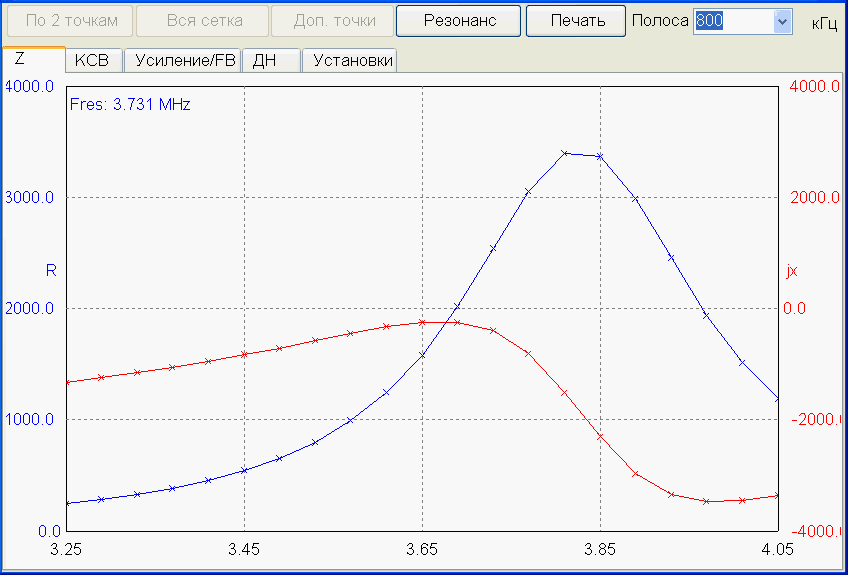 По 2 точкам Вся сетка Доп. точки Резонанс Печать Полоса 800 кГц
Z КСВ Усиление/FB ДН Установки
4000.0 4000.0
Fres: 3.731 MHz
3000.0 2000.0
R jx
2000.0 0.0
1000.0 -2000.0
0.0 -4000.0
3.25 3.45 3.65 3.85 4.05